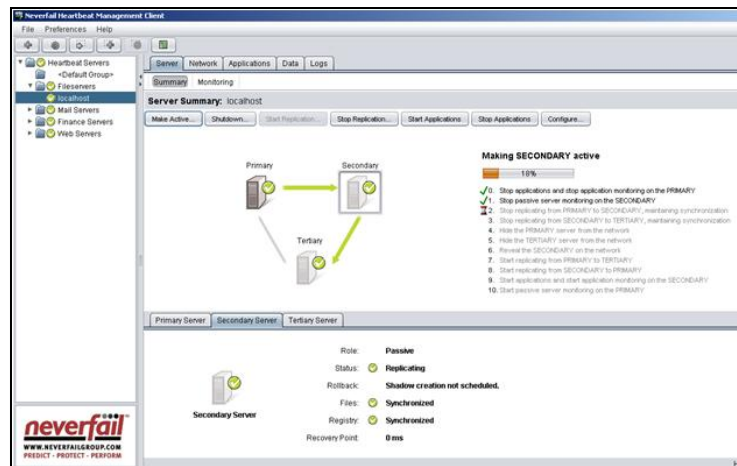 Neverfail Heartbeat Management Client
File Preferences Help
Heartbeat Servers
<Default Group>
Fileservers
localhost
Mail Servers
Finance Servers
Web Servers
Server Network Applications Data Logs
Summary Monitoring
Server Summary: localhost
Make Active... Shutdown... Start Replication... Stop Replication... Start Applications Stop Applications Configure...
Primary
Secondary
Tertiary
Making SECONDARY active
18%
0. Stop applications and stop application monitoring on the PRIMARY
1. Stop passive server monitoring on the SECONDARY
2. Stop replicating from PRIMARY to SECONDARY, maintaining synchronization
3. Stop replicating from SECONDARY to TERTIARY, maintaining synchronization
4. Hide the PRIMARY server from the network
5. Hide the TERTIARY server from the network
6. Reveal the SECONDARY on the network
7. Start replicating from PRIMARY to TERTIARY
8. Start replicating from SECONDARY to PRIMARY
9. Start applications and start application monitoring on the SECONDARY
10. Start passive server monitoring on the PRIMARY
Primary Server Secondary Server Tertiary Server
Secondary Server
Role: Passive
Status: Replicating
Rollback: Shadow creation not scheduled.
Files: Synchronized
Registry: Synchronized
Recovery Point: 0 ms
neverfail
WWW.NEVERFAILGROUP.COM
PREDICT - PROTECT - PERFORM